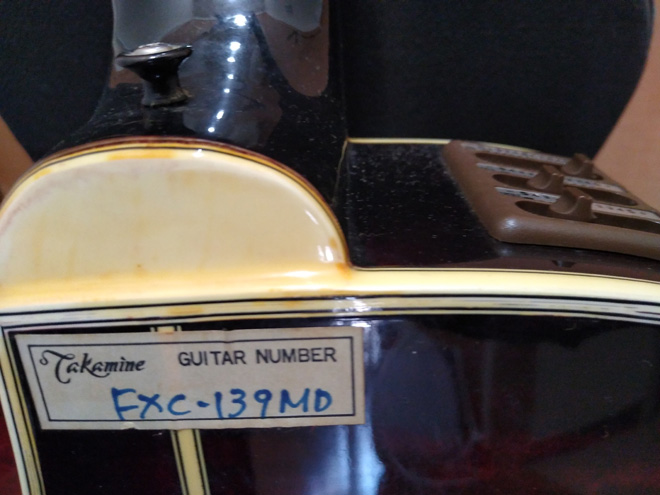 Takamine GUITAR NUMBER
FXC-139MD